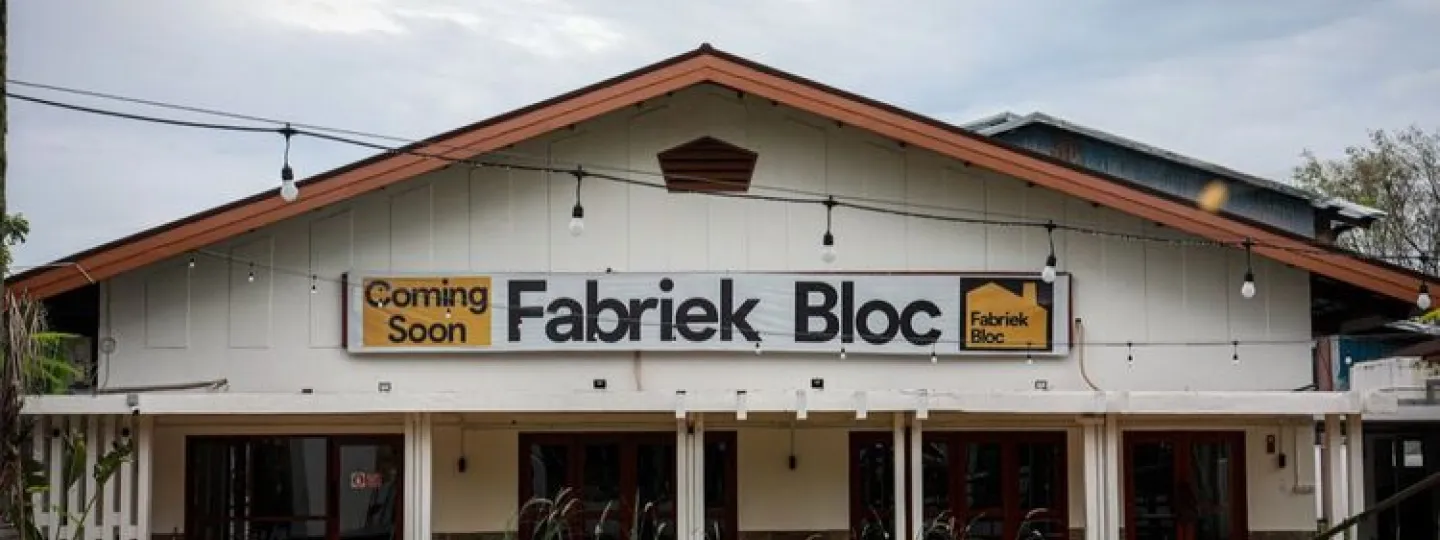 Coming
Soon
Fabriek Bloc
Fabriek
Bloc